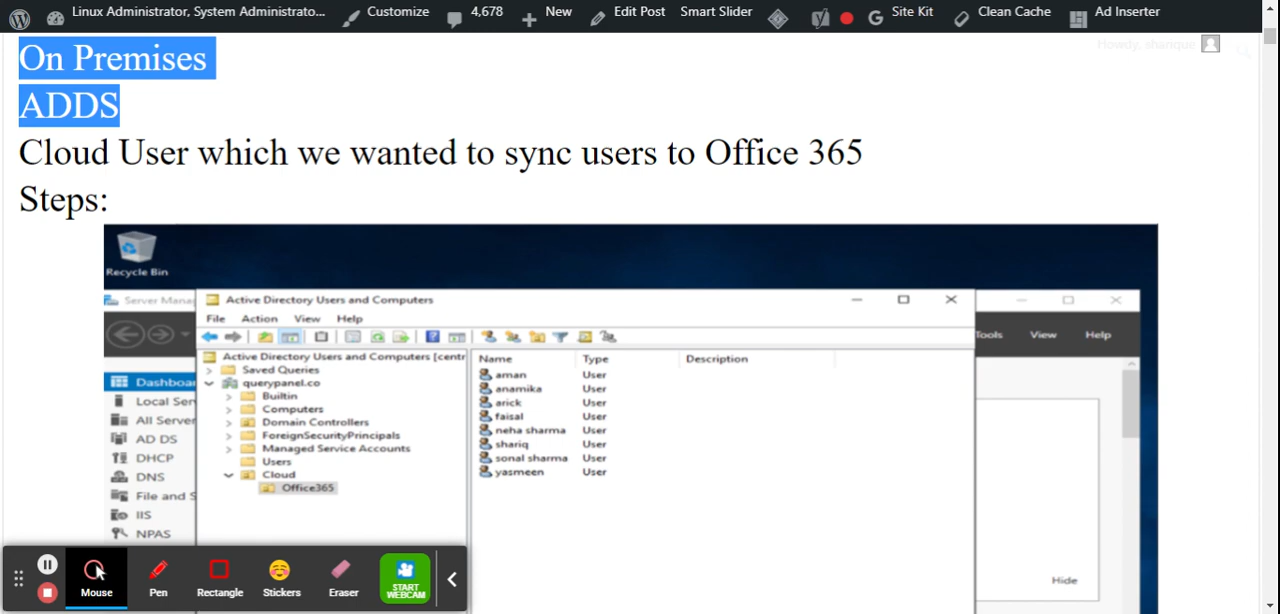 Linux Administrator, System Administrato... Customize 4,678 New Edit Post Smart Slider Site Kit Clean Cache Ad Inserter
Howdy, sharique
On Premises
ADDS
Cloud User which we wanted to sync users to Office 365
Steps:
Recycle Bin
Server Mana
Active Directory Users and Computers
File Action View Help
Tools View Help
Active Directory Users and Computers [centr
Saved Queries
querypanel.co
Builtin
Computers
Domain Controllers
ForeignSecurityPrincipals
Managed Service Accounts
Users
Cloud
Office365
Name Type Description
aman User
anamika User
arick User
faisal User
neha sharma User
shariq User
sonal sharma User
yasmeen User
Dashboar
Local Ser
All Server
AD DS
DHCP
DNS
File and S
IIS
NPAS
Hide
Mouse Pen Rectangle Stickers Eraser START WEBCAM